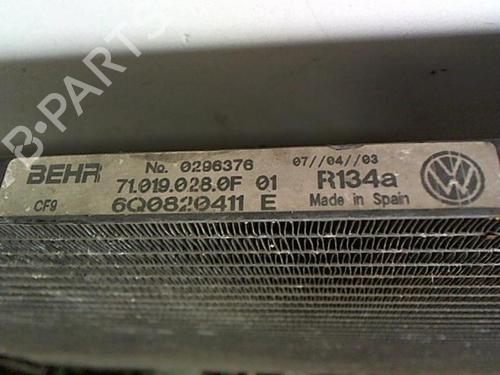 B-PARTS
BEHR No. 0296376 07//04//03
71.019.028.0F 01 R134a
CF9 6Q0820411 E Made in Spain